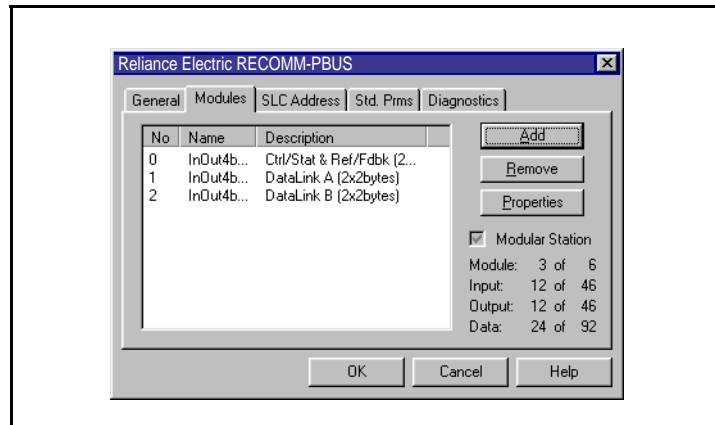 Reliance Electric RECOMM-PBUS
General Modules SLC Address Std. Prms Diagnostics
No Name Description
0 InOut4b... Ctrl/Stat & Ref/Fdbk (2...
1 InOut4b... DataLink A (2x2bytes)
2 InOut4b... DataLink B (2x2bytes)
Add
Remove
Properties
Modular Station
Module: 3 of 6
Input: 12 of 46
Output: 12 of 46
Data: 24 of 92
OK Cancel Help